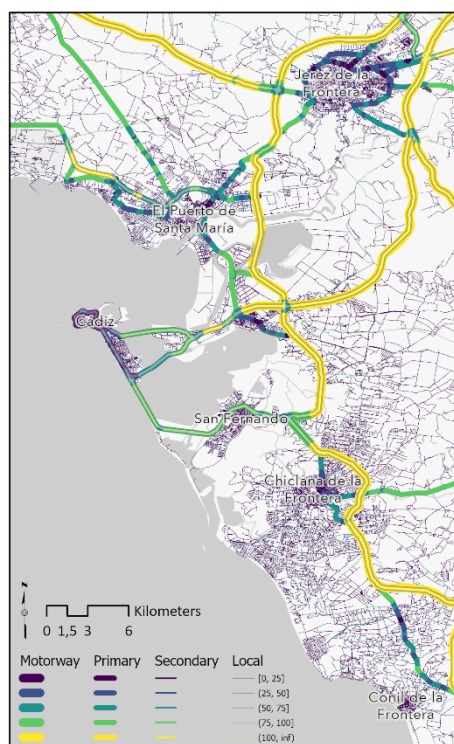 Jerez de la
Frontera
El Puerto de
Santa María
Cádiz
San Fernando
Chiclana de la
Frontera
N
Kilometers
0 1,5 3 6
Motorway Primary Secondary Local
[0, 25]
(25, 50]
(50, 75]
(75, 100]
(100, inf)
Conil de la
Frontera